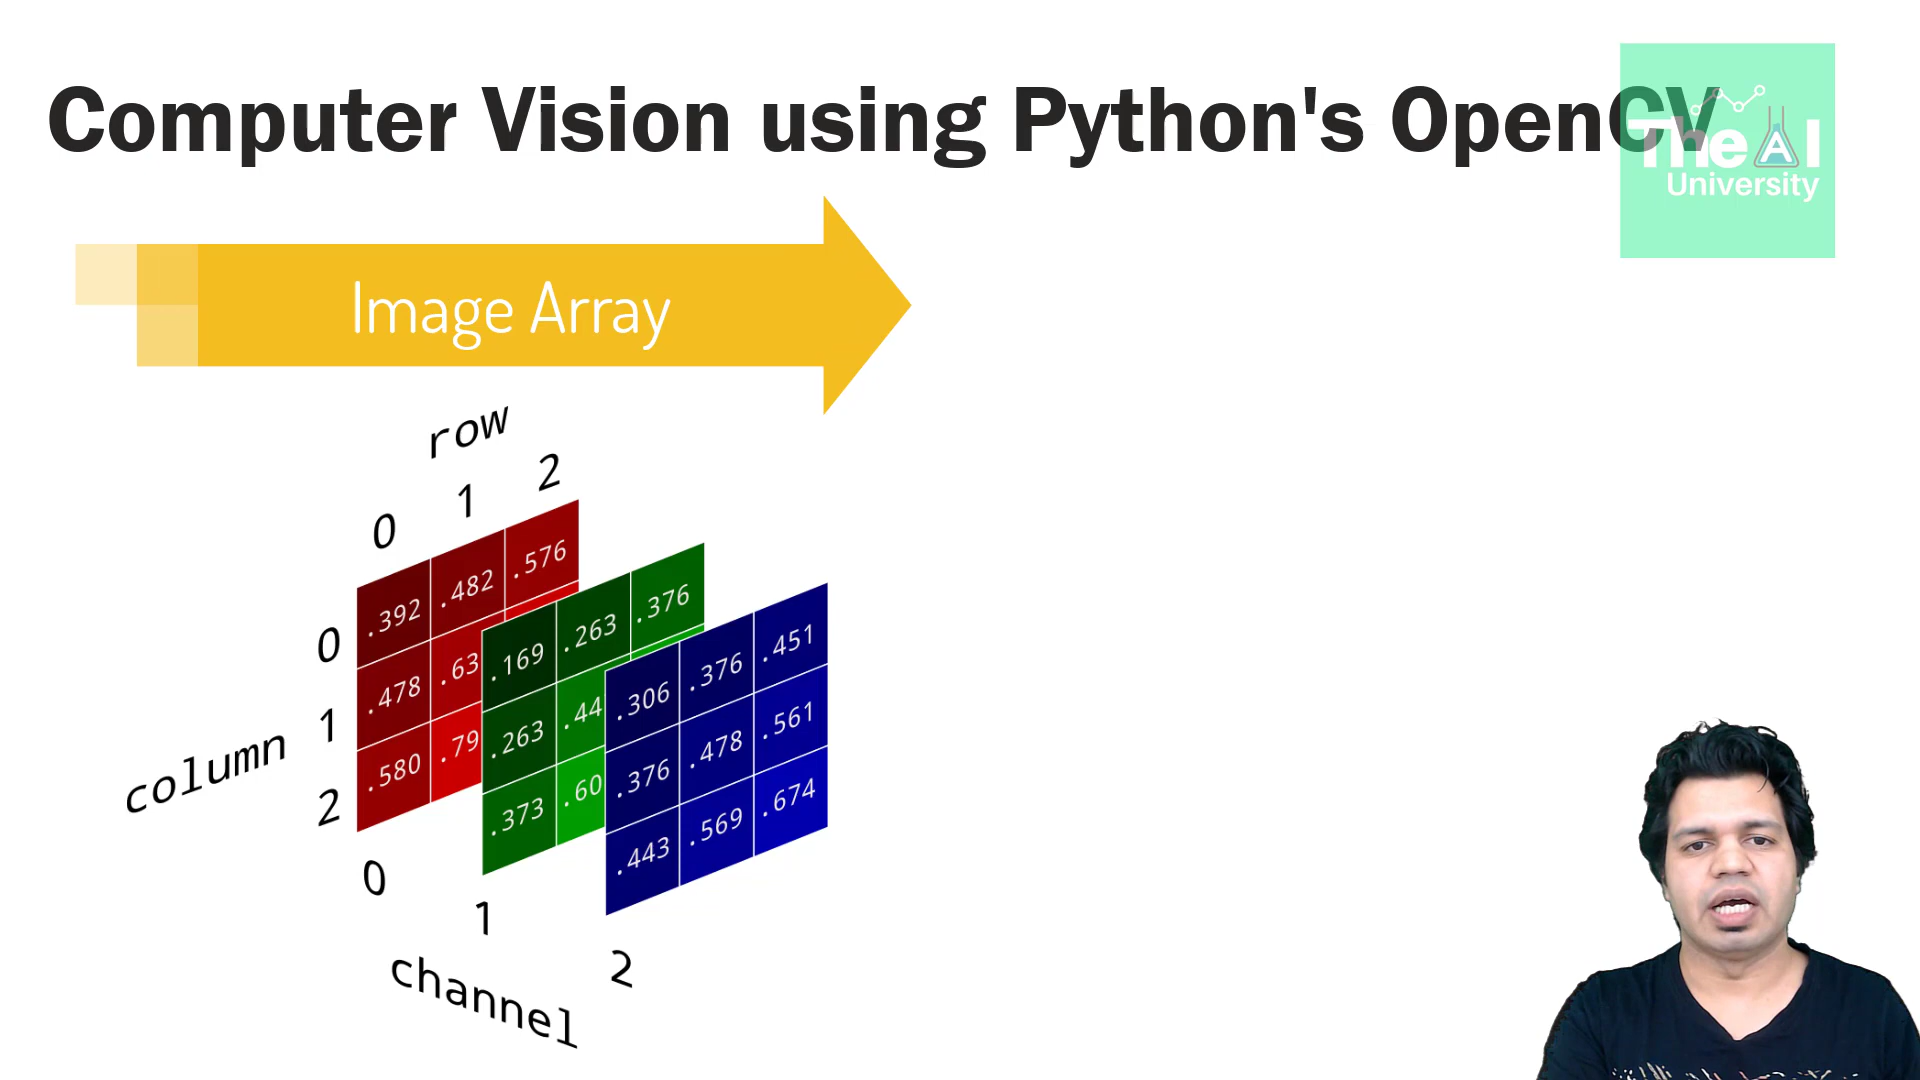 Computer Vision using Python's OpenCV
The AI
University
Image Array
row
0 1 2
column
0
1
2
.392 .482 .576
.478 .63
.580 .79
.169 .263 .376
.263 .44
.373 .60
.306 .376 .451
.376 .478 .561
.443 .569 .674
0
1
2
channel